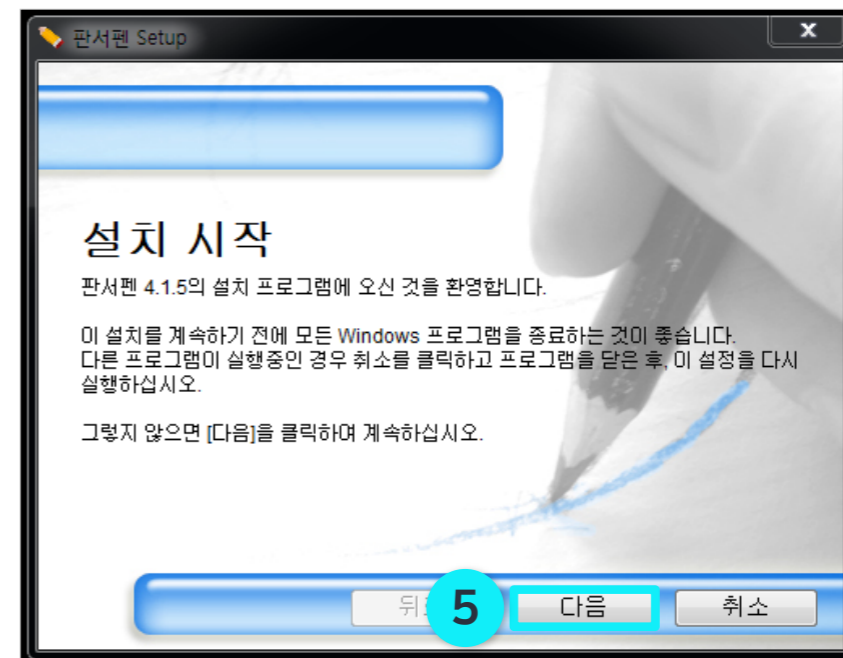 판서펜 Setup
설치 시작
판서펜 4.1.5의 설치 프로그램에 오신 것을 환영합니다.
이 설치를 계속하기 전에 모든 Windows 프로그램을 종료하는 것이 좋습니다.
다른 프로그램이 실행중인 경우 취소를 클릭하고 프로그램을 닫은 후, 이 설정을 다시
실행하십시오.
그렇지 않으면 [다음]을 클릭하여 계속하십시오.
5 다음 취소